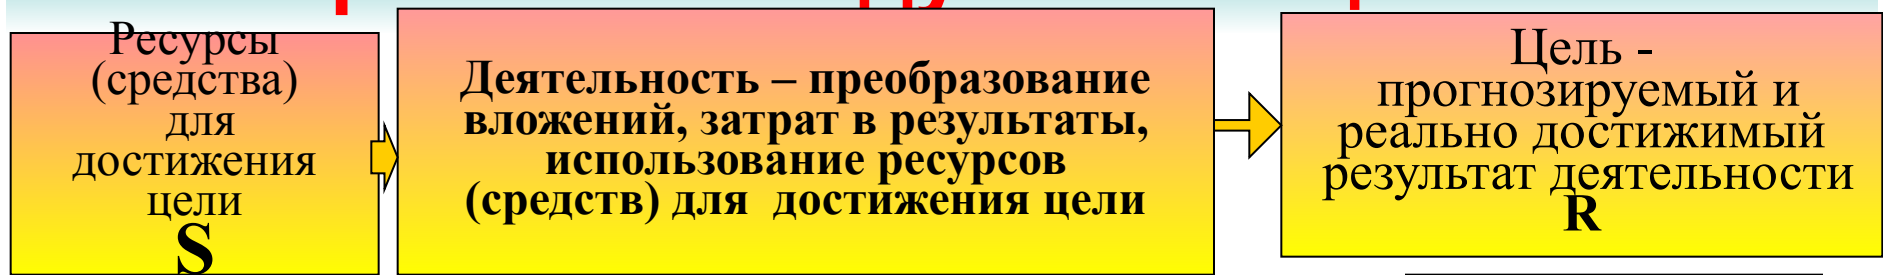 Ресурсы
(средства)
для
достижения
цели
S
Деятельность – преобразование
вложений, затрат в результаты,
использование ресурсов
(средств) для достижения цели
Цель -
прогнозируемый и
реально достижимый
результат деятельности
R